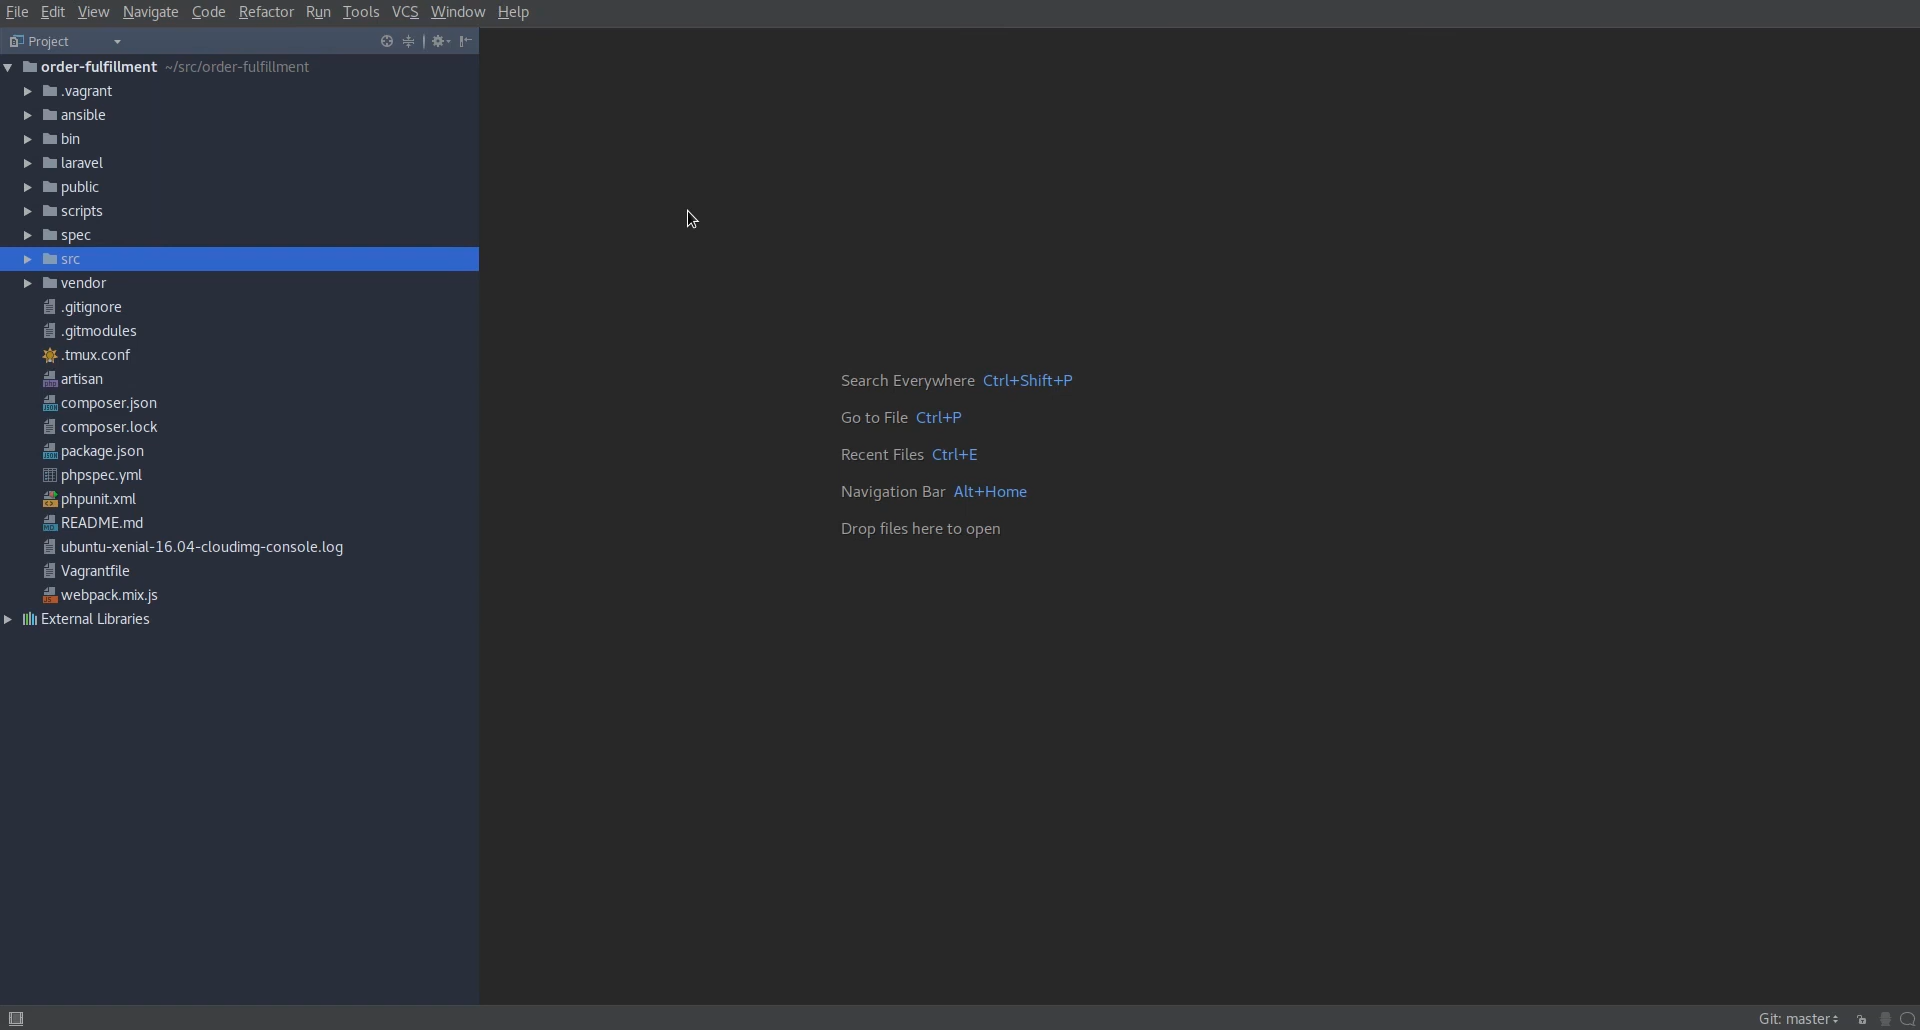 File Edit View Navigate Code Refactor Run Tools VCS Window Help
Project
order-fulfillment ~/src/order-fulfillment
.vagrant
ansible
bin
laravel
public
scripts
spec
src
vendor
.gitignore
.gitmodules
.tmux.conf
artisan
composer.json
composer.lock
package.json
phpspec.yml
phpunit.xml
README.md
ubuntu-xenial-16.04-cloudimg-console.log
Vagrantfile
webpack.mix.js
External Libraries
Search Everywhere Ctrl+Shift+P
Go to File Ctrl+P
Recent Files Ctrl+E
Navigation Bar Alt+Home
Drop files here to open
Git: master